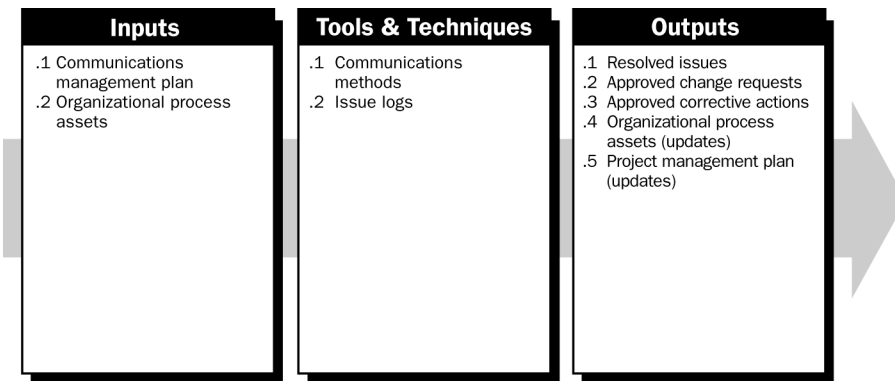 Inputs
.1 Communications
management plan
.2 Organizational process
assets
Tools & Techniques
.1 Communications
methods
.2 Issue logs
Outputs
.1 Resolved issues
.2 Approved change requests
.3 Approved corrective actions
.4 Organizational process
assets (updates)
.5 Project management plan
(updates)